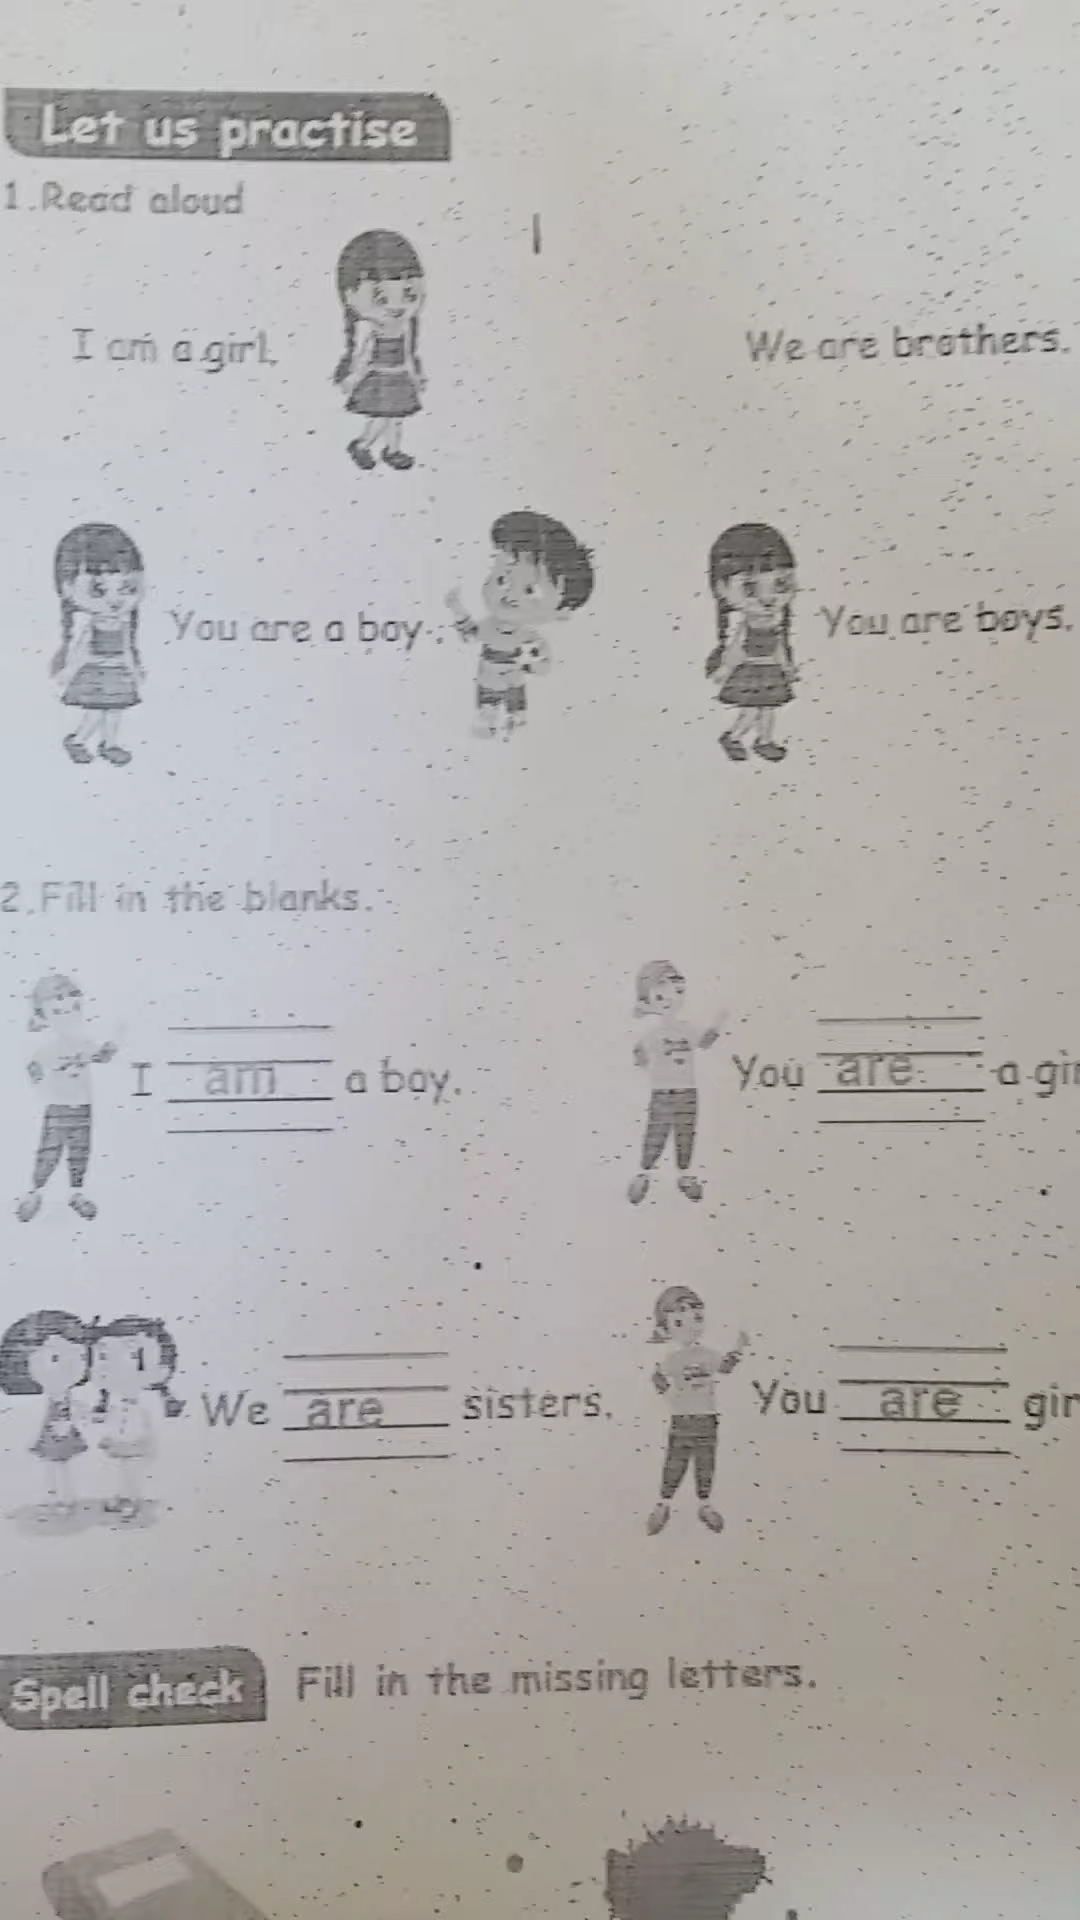 Let us practise
1.Read aloud
I am a girl.
We are brothers.
You are a boy.
You are boys.
2.Fill in the blanks.
I am a boy.
You are a
We are sisters.
You are
Spell check Fill in the missing letters.